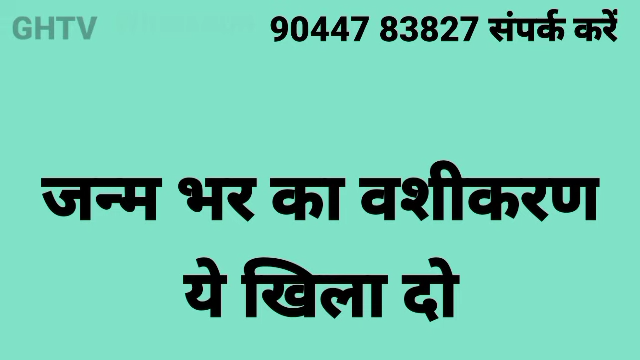 GHTV
90447 83827 संपर्क करें
जन्म भर का वशीकरण
ये खिला दो